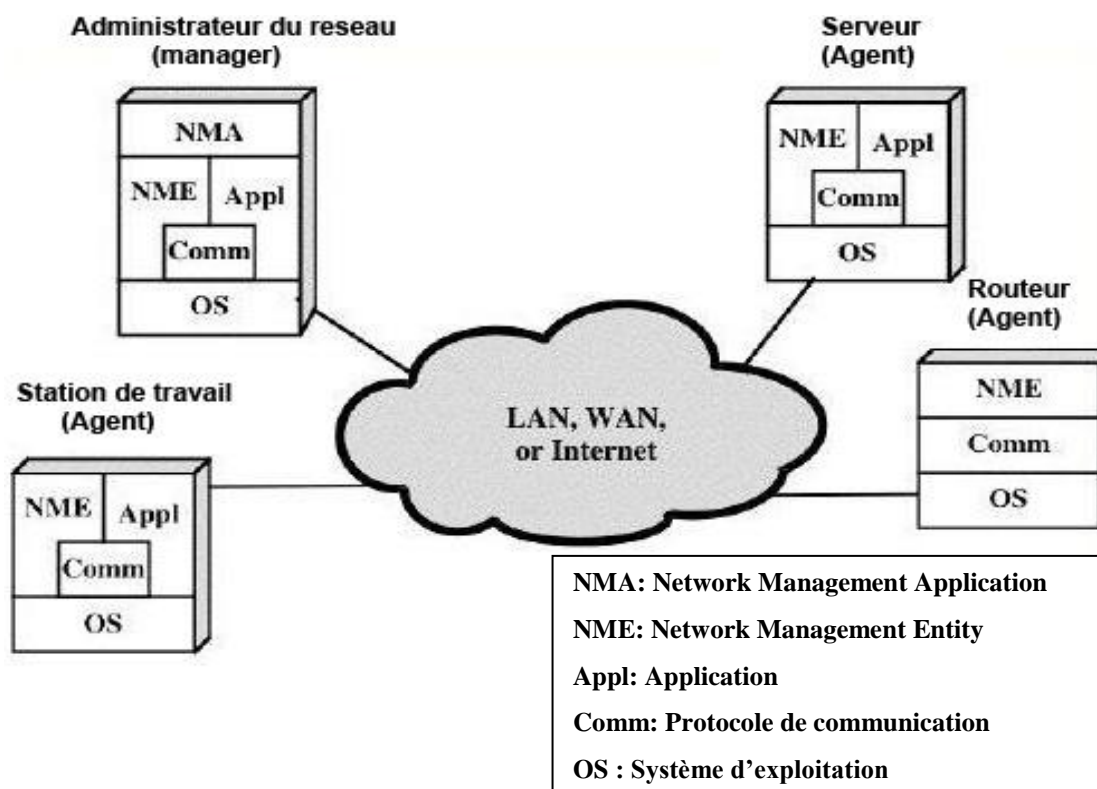 Administrateur du reseau
(manager)
NMA
NME
Appl
Comm
OS
Serveur
(Agent)
NME
Appl
Comm
OS
Routeur
(Agent)
NME
Comm
OS
Station de travail
(Agent)
NME
Appl
Comm
OS
LAN, WAN,
or Internet
NMA: Network Management Application
NME: Network Management Entity
Appl: Application
Comm: Protocole de communication
OS : Système d’exploitation